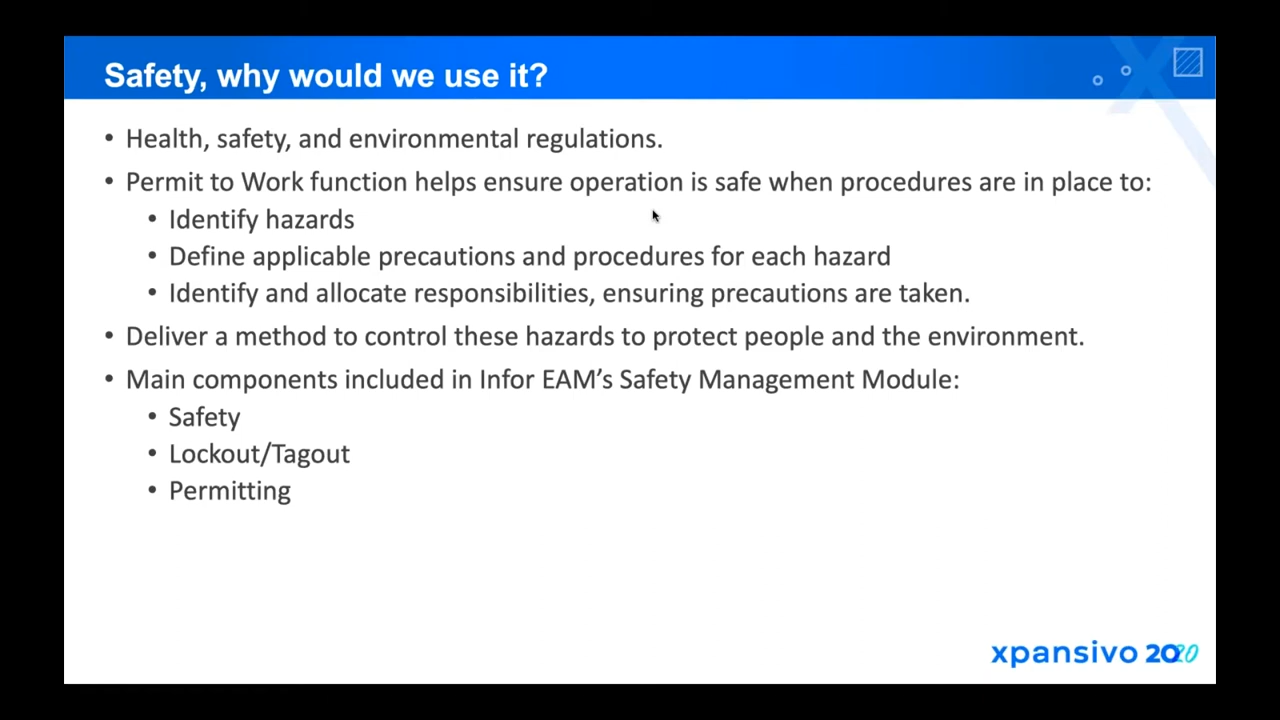 Safety, why would we use it?
• Health, safety, and environmental regulations.
• Permit to Work function helps ensure operation is safe when procedures are in place to:
• Identify hazards
• Define applicable precautions and procedures for each hazard
• Identify and allocate responsibilities, ensuring precautions are taken.
• Deliver a method to control these hazards to protect people and the environment.
• Main components included in Infor EAM’s Safety Management Module:
• Safety
• Lockout/Tagout
• Permitting
xpansivo 2020